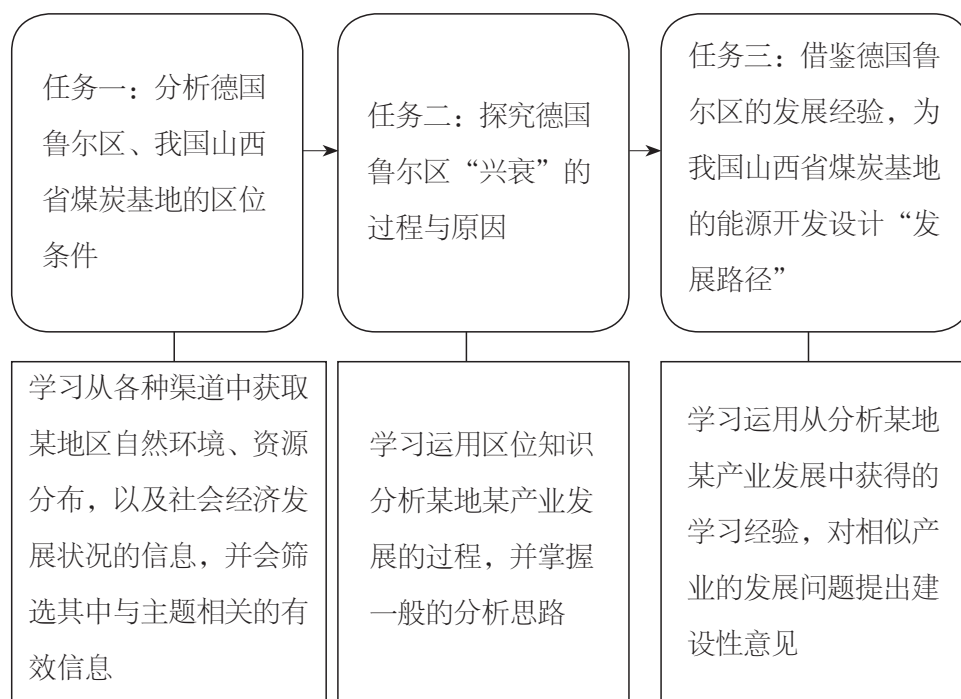 任务一：分析德国
鲁尔区、我国山西
省煤炭基地的区位
条件
任务二：探究德国
鲁尔区“兴衰”的
过程与原因
任务三：借鉴德国鲁
尔区的发展经验，为
我国山西省煤炭基地
的能源开发设计“发
展路径”
学习从各种渠道中获取
某地区自然环境、资源
分布，以及社会经济发
展状况的信息，并会筛
选其中与主题相关的有
效信息
学习运用区位知识
分析某地某产业发
展的过程，并掌握
一般的分析思路
学习运用从分析某地
某产业发展中获得的
学习经验，对相似产
业的发展问题提出建
设性意见